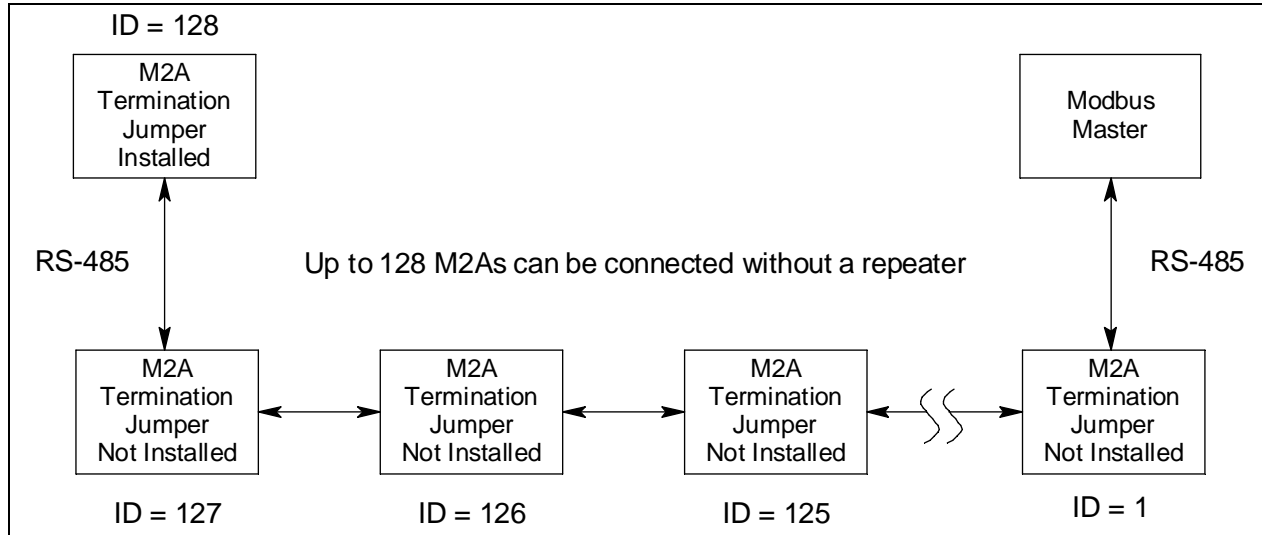 ID = 128
M2A
Termination
Jumper
Installed
Modbus
Master
RS-485
Up to 128 M2As can be connected without a repeater
RS-485
M2A
Termination
Jumper
Not Installed
M2A
Termination
Jumper
Not Installed
M2A
Termination
Jumper
Not Installed
M2A
Termination
Jumper
Not Installed
ID = 127
ID = 126
ID = 125
ID = 1